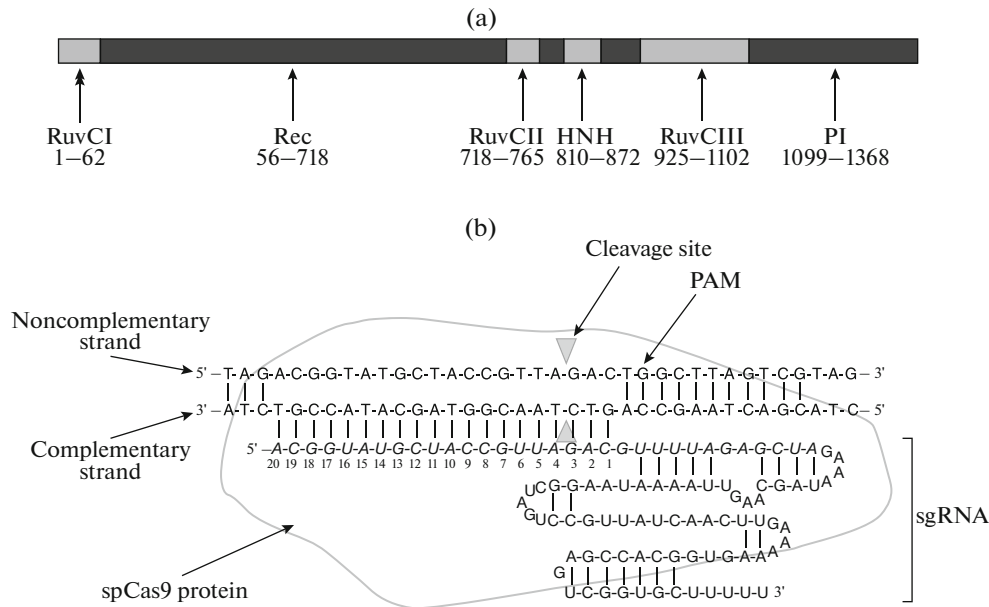 (a)
RuvCI Rec RuvCII HNH RuvCIII PI
1–62 56–718 718–765 810–872 925–1102 1099–1368
(b)
Cleavage site
PAM
Noncomplementary
strand
5' –T-A-G-A-C-G-G-T-A-T-G-C-T-A-C-C-G-T-T-A-G-A-C-T-G-G-C-T-T-A-G-T-C-G-T-A-G– 3'
3' –A-T-C-T-G-C-C-A-T-A-C-G-A-T-G-G-C-A-A-T-C-T-G-A-C-C-G-A-A-T-C-A-G-C-A-T-C– 5'
Complementary
strand
5' –A-C-G-G-U-A-U-G-C-U-A-C-C-G-U-U-A-G-A-C-G-U-U-U-U-A-G-A-G-C-U-A G A A
20 19 18 17 16 15 14 13 12 11 10 9 8 7 6 5 4 3 2 1
A G U C-G-G-A-A-U-A-A-A-A-U-U G A A C-G-A-U A A
U-C-C-G-U-U-A-U-C-A-A-C-U-U-G A A
A-G-C-C-A-C-G-G-U-G-A-A-A A
G U-C-G-G-U-G-C-U-U-U-U-U-U 3'
sgRNA
spCas9 protein